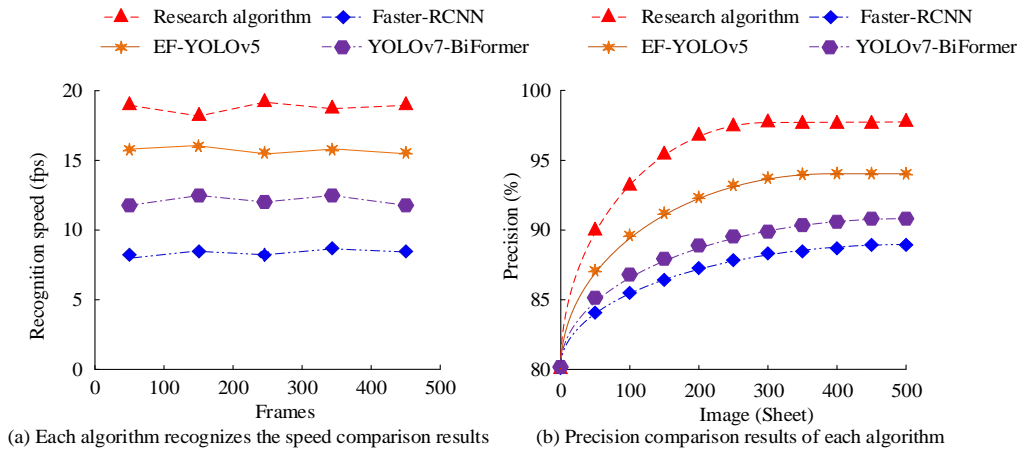 Research algorithm Faster-RCNN
EF-YOLOv5 YOLOv7-BiFormer
20
15
10
5
0
Recognition speed (fps)
0 100 200 300 400 500
Frames
(a) Each algorithm recognizes the speed comparison results
Research algorithm Faster-RCNN
EF-YOLOv5 YOLOv7-BiFormer
100
95
90
85
80
Precision (%)
0 100 200 300 400 500
Image (Sheet)
(b) Precision comparison results of each algorithm